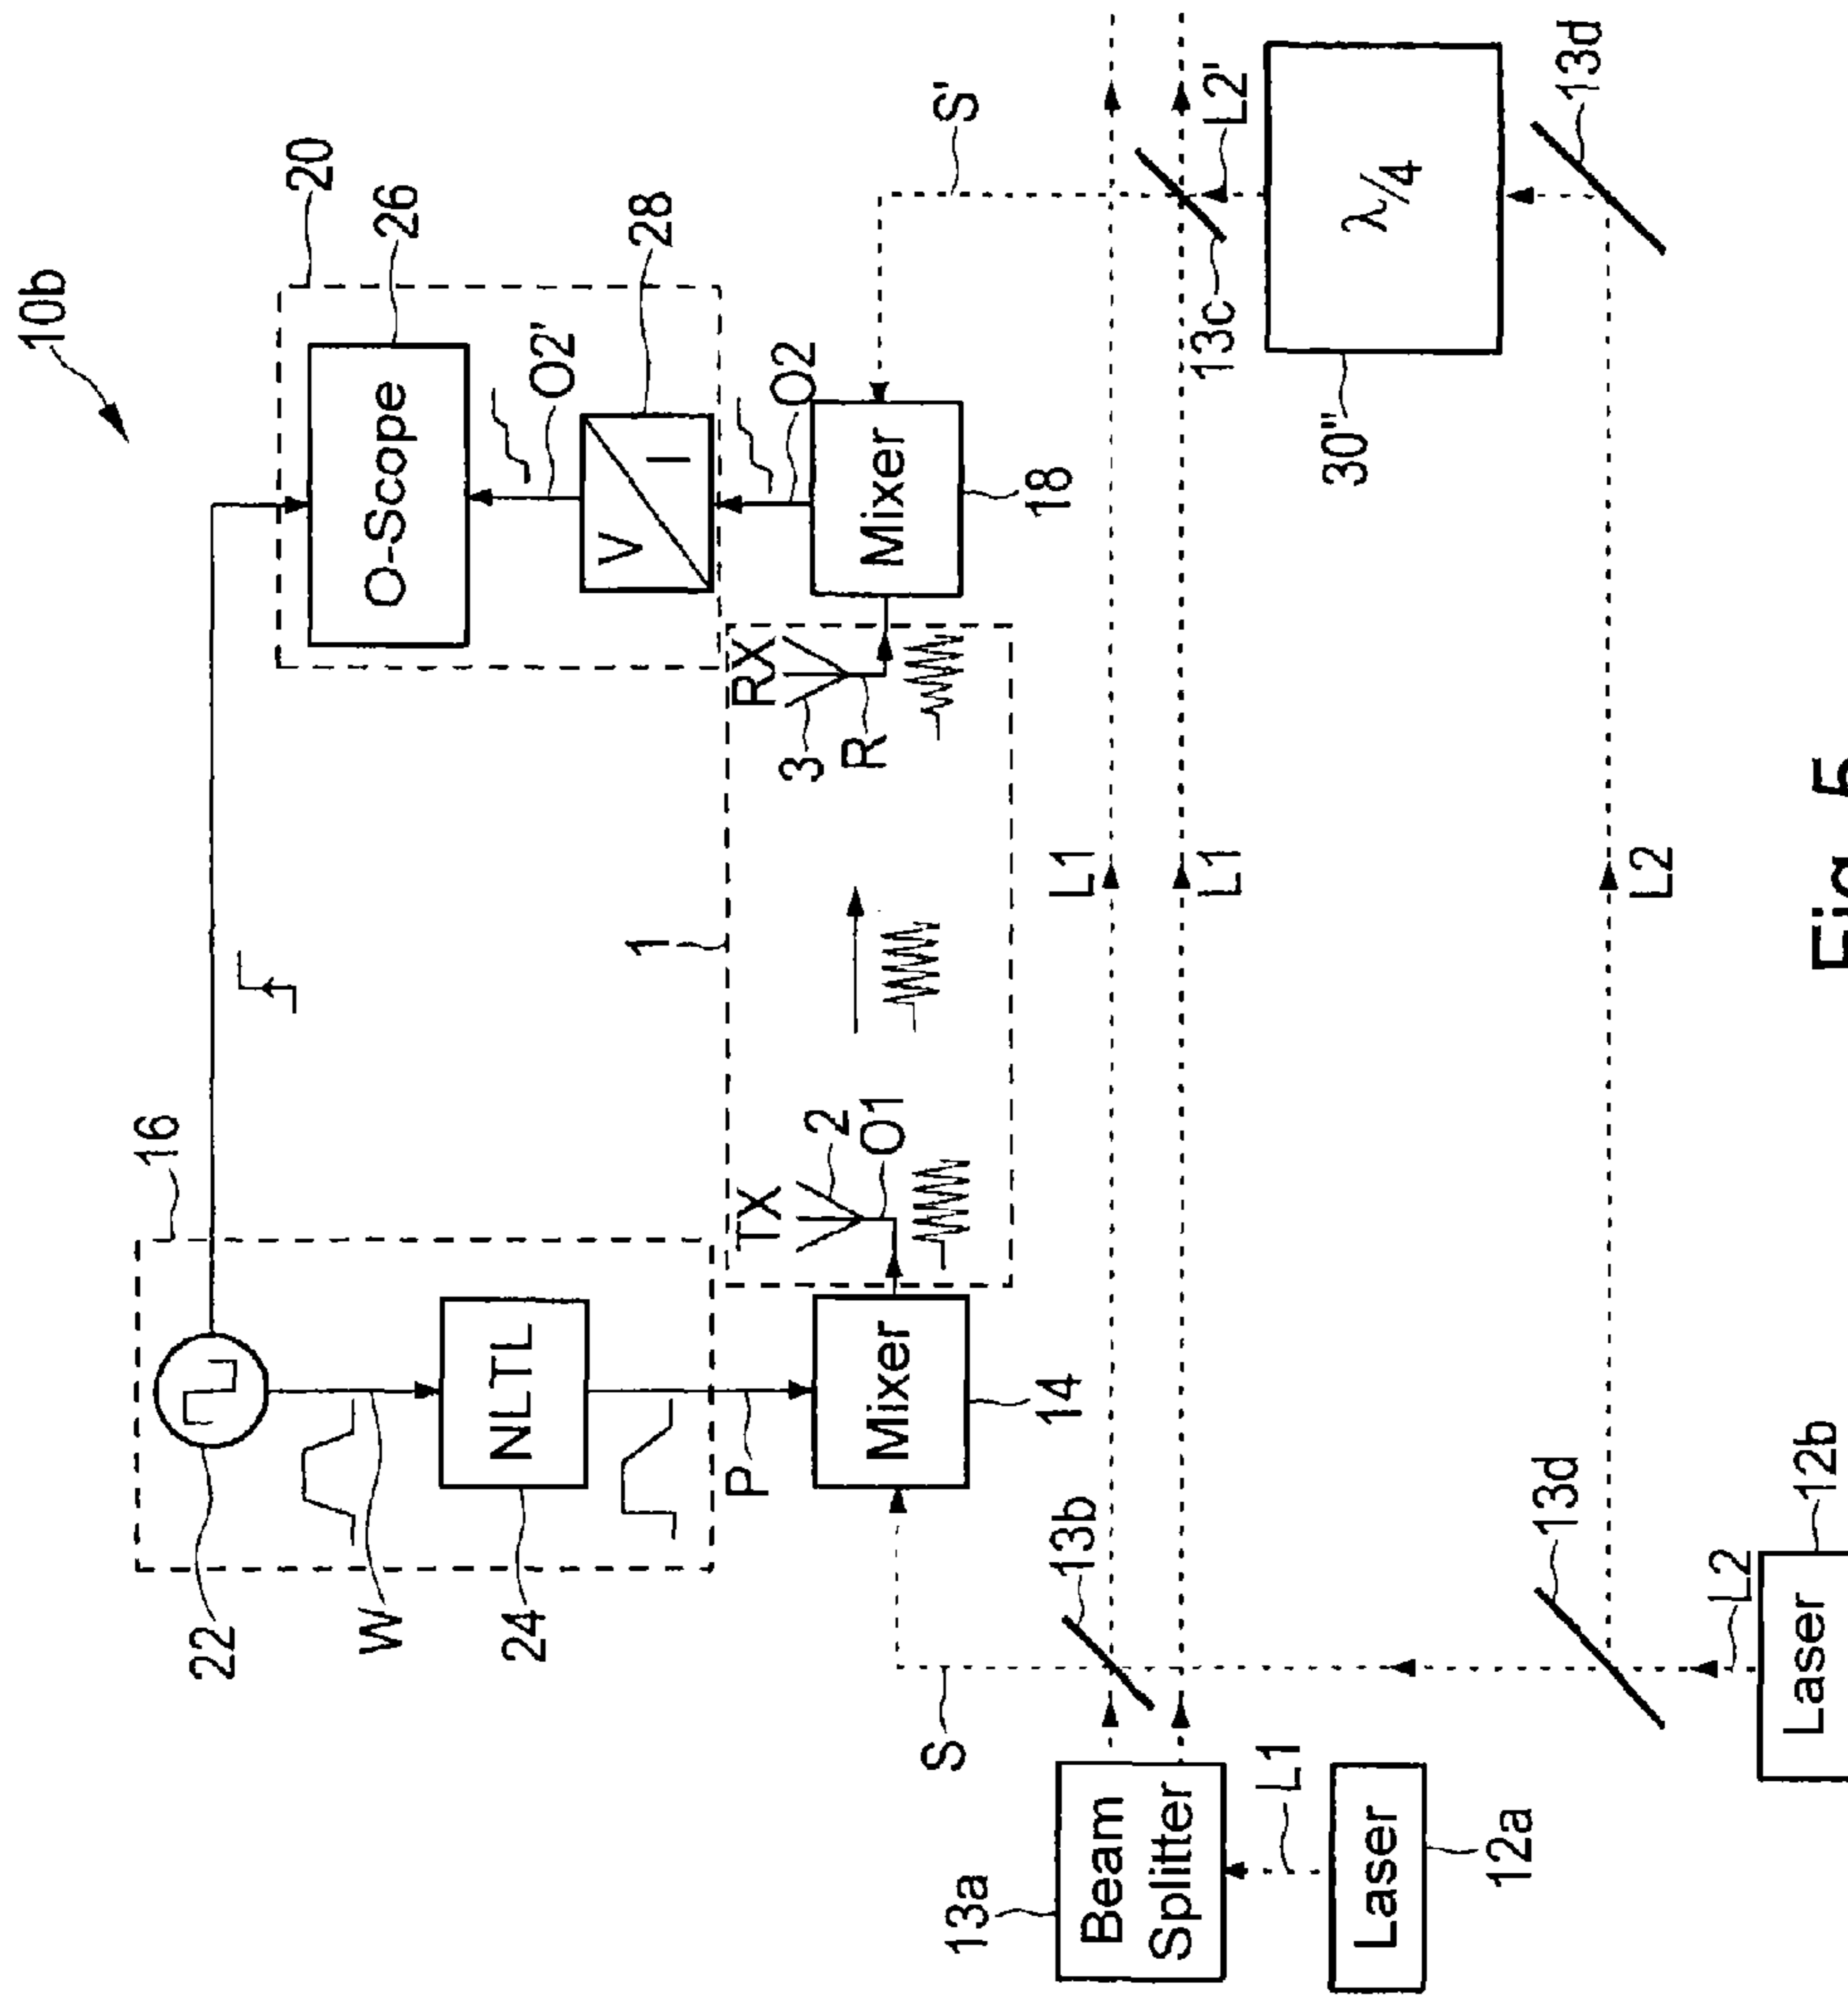 10b
16
20
22
26
O-Scope
W
O2'
24
NLTL
28
V
I
P
O2
1
TX
RX
2
3
O1
R
Mixer
Mixer
14
18
S
S'
13b
L1
L1
13a
Beam
Splitter
13c
L2'
L1
12a
Laser
30"
λ/4
13d
13d
L2
L2
12b
Laser